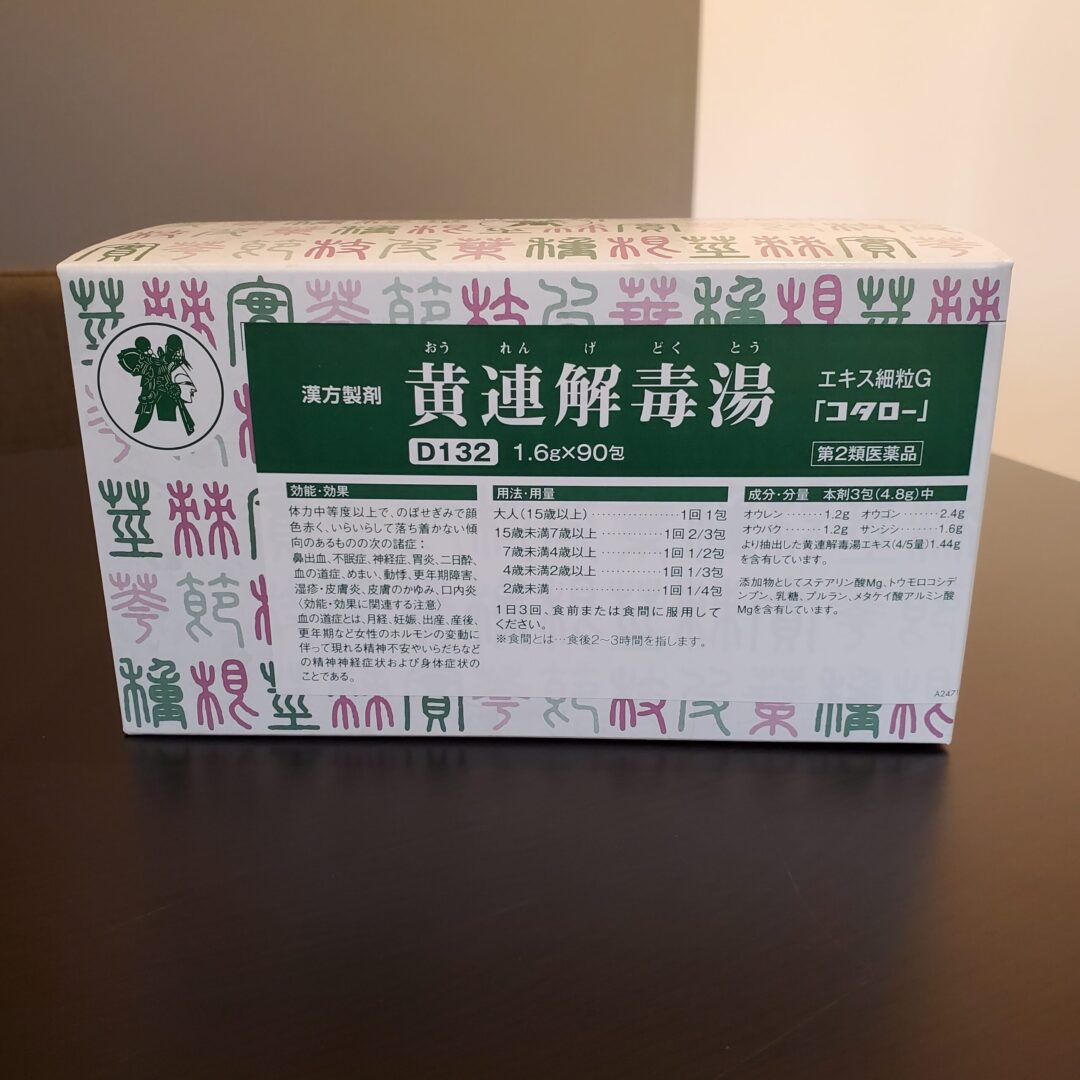 おう れん げ どく とう
漢方製剤 黄連解毒湯 エキス細粒G
「コタロー」
D132 1.6g×90包 第2類医薬品
効能・効果
体力中等度以上で、のぼせぎみで顔
色赤く、いらいらして落ち着かない傾
向のあるものの次の諸症：
鼻出血、不眠症、神経症、胃炎、二日酔、
血の道症、めまい、動悸、更年期障害、
湿疹・皮膚炎、皮膚のかゆみ、口内炎
〈効能・効果に関連する注意〉
血の道症とは、月経、妊娠、出産、産後、
更年期など女性のホルモンの変動に
伴って現れる精神不安やいらだちなど
の精神神経症状および身体症状の
ことである。
用法・用量
大人(15歳以上)……………1回 1包
15歳未満7歳以上…………1回 2/3包
7歳未満4歳以上…………1回 1/2包
4歳未満2歳以上…………1回 1/3包
2歳未満……………………1回 1/4包
1日3回、食前または食間に服用して
ください。
※食間とは…食後2〜3時間を指します。
成分・分量 本剤3包(4.8g)中
オウレン……1.2g オウゴン……2.4g
オウバク……1.2g サンシシ……1.6g
より抽出した黄連解毒湯エキス(4/5量)1.44g
を含有しています。
添加物としてステアリン酸Mg、トウモロコシデ
ンプン、乳糖、プルラン、メタケイ酸アルミン酸
Mgを含有しています。